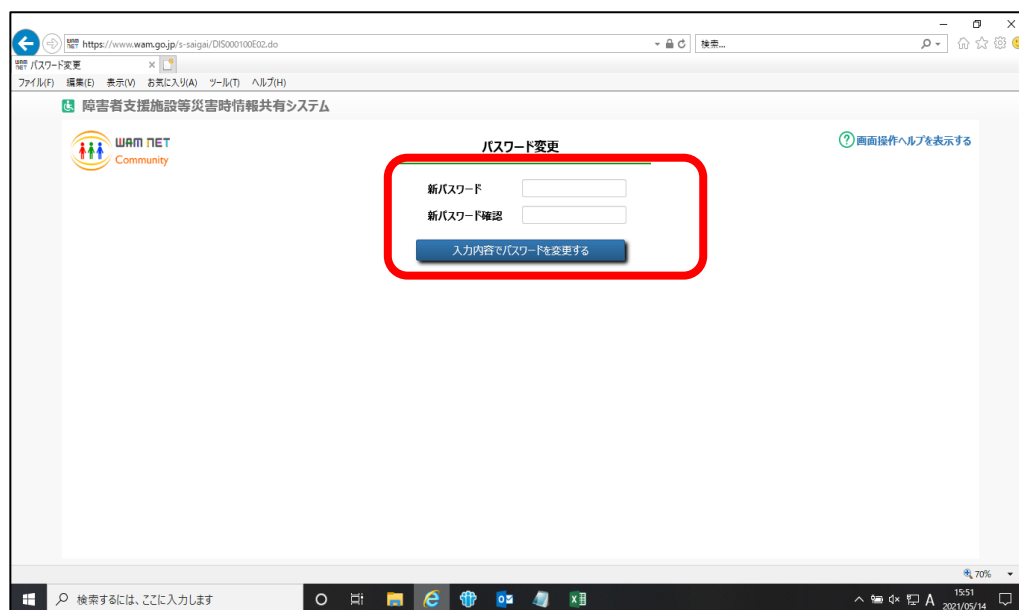 https://www.wam.go.jp/s-saigai/DIS000100E02.do
検索...
パスワード変更
ファイル(F) 編集(E) 表示(V) お気に入り(A) ツール(T) ヘルプ(H)
障害者支援施設等災害時情報共有システム
WAM NET
Community
パスワード変更
?画面操作ヘルプを表示する
新パスワード
新パスワード確認
入力内容でパスワードを変更する
70%
検索するには、ここに入力します
A
15:51
2021/05/14